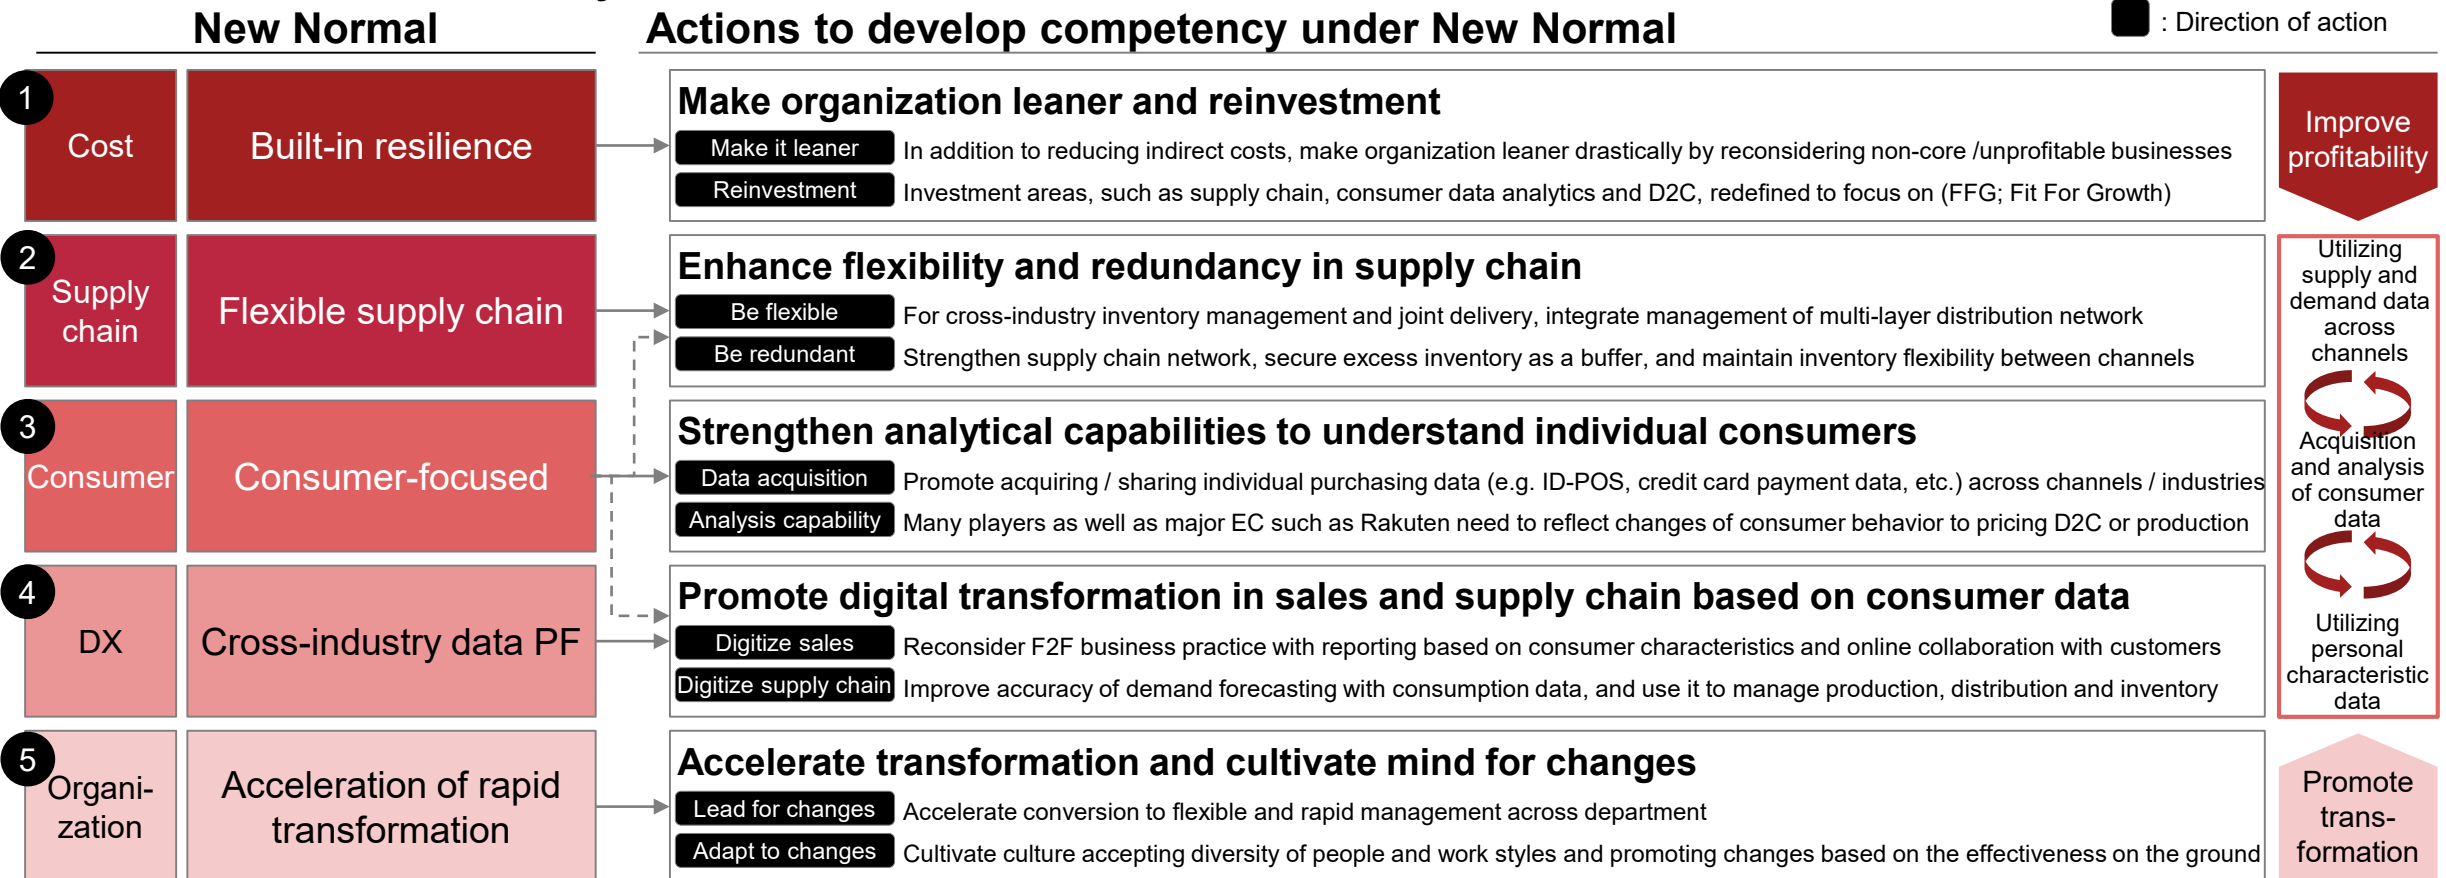 New Normal
Actions to develop competency under New Normal
: Direction of action
1
Cost
Built-in resilience
Make organization leaner and reinvestment
Make it leaner
In addition to reducing indirect costs, make organization leaner drastically by reconsidering non-core /unprofitable businesses
Reinvestment
Investment areas, such as supply chain, consumer data analytics and D2C, redefined to focus on (FFG; Fit For Growth)
Improve
profitability
2
Supply
chain
Flexible supply chain
Enhance flexibility and redundancy in supply chain
Be flexible
For cross-industry inventory management and joint delivery, integrate management of multi-layer distribution network
Be redundant
Strengthen supply chain network, secure excess inventory as a buffer, and maintain inventory flexibility between channels
Utilizing
supply and
demand data
across
channels
3
Consumer
Consumer-focused
Strengthen analytical capabilities to understand individual consumers
Data acquisition
Promote acquiring / sharing individual purchasing data (e.g. ID-POS, credit card payment data, etc.) across channels / industries
Analysis capability
Many players as well as major EC such as Rakuten need to reflect changes of consumer behavior to pricing D2C or production
Acquisition
and analysis
of consumer
data
4
DX
Cross-industry data PF
Promote digital transformation in sales and supply chain based on consumer data
Digitize sales
Reconsider F2F business practice with reporting based on consumer characteristics and online collaboration with customers
Digitize supply chain
Improve accuracy of demand forecasting with consumption data, and use it to manage production, distribution and inventory
Utilizing
personal
characteristic
data
5
Organi-
zation
Acceleration of rapid
transformation
Accelerate transformation and cultivate mind for changes
Lead for changes
Accelerate conversion to flexible and rapid management across department
Adapt to changes
Cultivate culture accepting diversity of people and work styles and promoting changes based on the effectiveness on the ground
Promote
trans-
formation